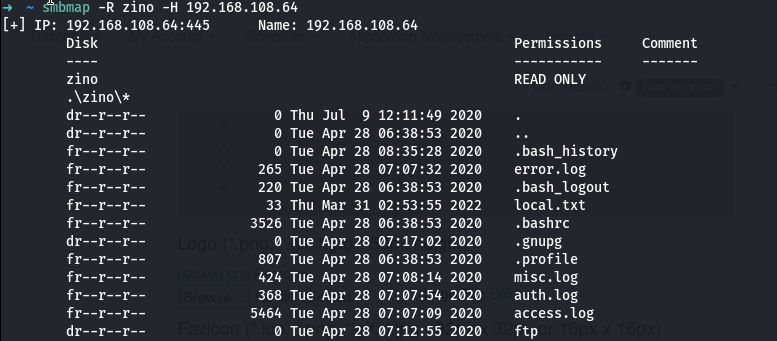 → ~ smbmap -R zino -H 192.168.108.64
[+] IP: 192.168.108.64:445 Name: 192.168.108.64
Disk Permissions Comment
---- ----------- -------
zino READ ONLY
.\zino\*
dr--r--r-- 0 Thu Jul 9 12:11:49 2020 .
dr--r--r-- 0 Tue Apr 28 06:38:53 2020 ..
fr--r--r-- 0 Tue Apr 28 08:35:28 2020 .bash_history
fr--r--r-- 265 Tue Apr 28 07:07:32 2020 error.log
fr--r--r-- 220 Tue Apr 28 06:38:53 2020 .bash_logout
fr--r--r-- 33 Thu Mar 31 02:53:55 2022 local.txt
fr--r--r-- 3526 Tue Apr 28 06:38:53 2020 .bashrc
dr--r--r-- 0 Tue Apr 28 07:17:02 2020 .gnupg
fr--r--r-- 807 Tue Apr 28 06:38:53 2020 .profile
fr--r--r-- 424 Tue Apr 28 07:08:14 2020 misc.log
fr--r--r-- 368 Tue Apr 28 07:07:54 2020 auth.log
fr--r--r-- 5464 Tue Apr 28 07:07:09 2020 access.log
dr--r--r-- 0 Tue Apr 28 07:12:55 2020 ftp